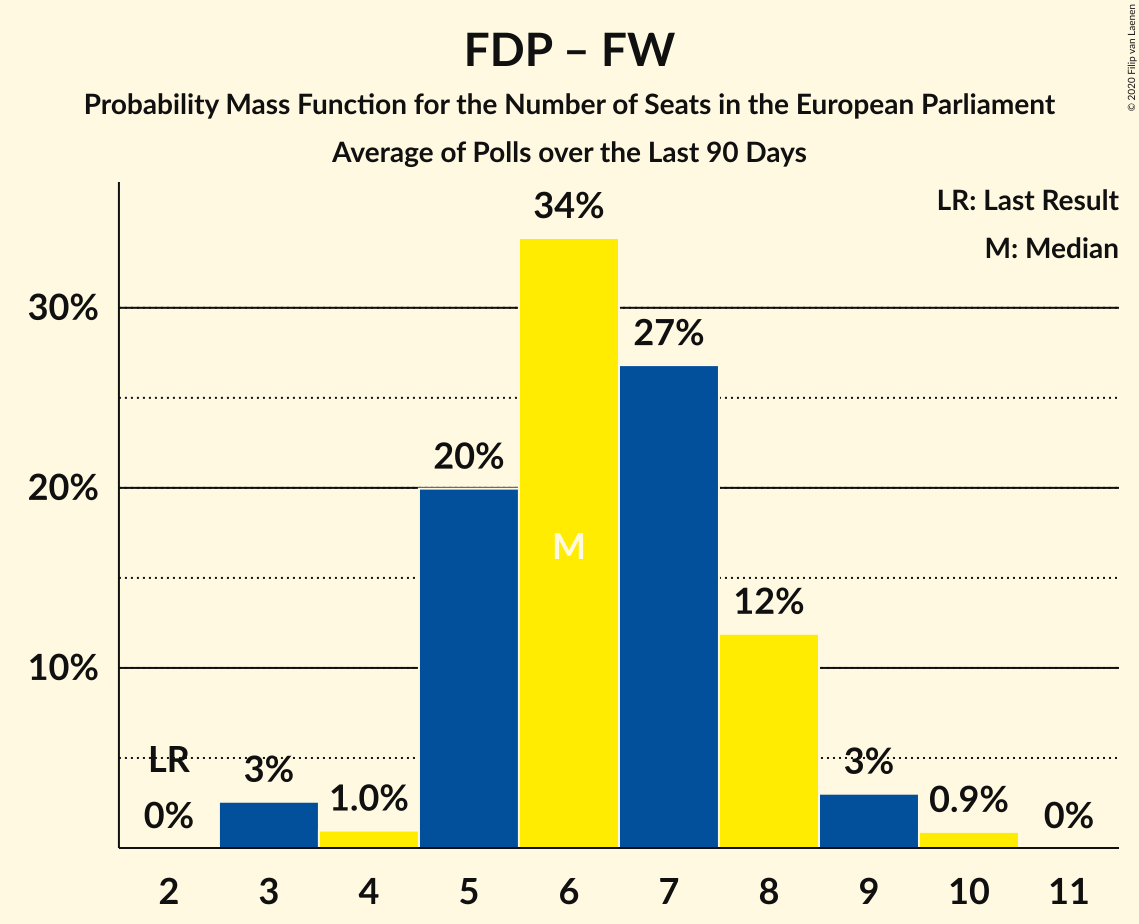 © 2020 Filip van Laenen
FDP – FW
Probability Mass Function for the Number of Seats in the European Parliament
Average of Polls over the Last 90 Days
LR: Last Result
M: Median
34%
30%
27%
20%
20%
M
12%
10%
LR
3%
3%
0%
1.0%
0.9%
0%
2 3 4 5 6 7 8 9 10 11